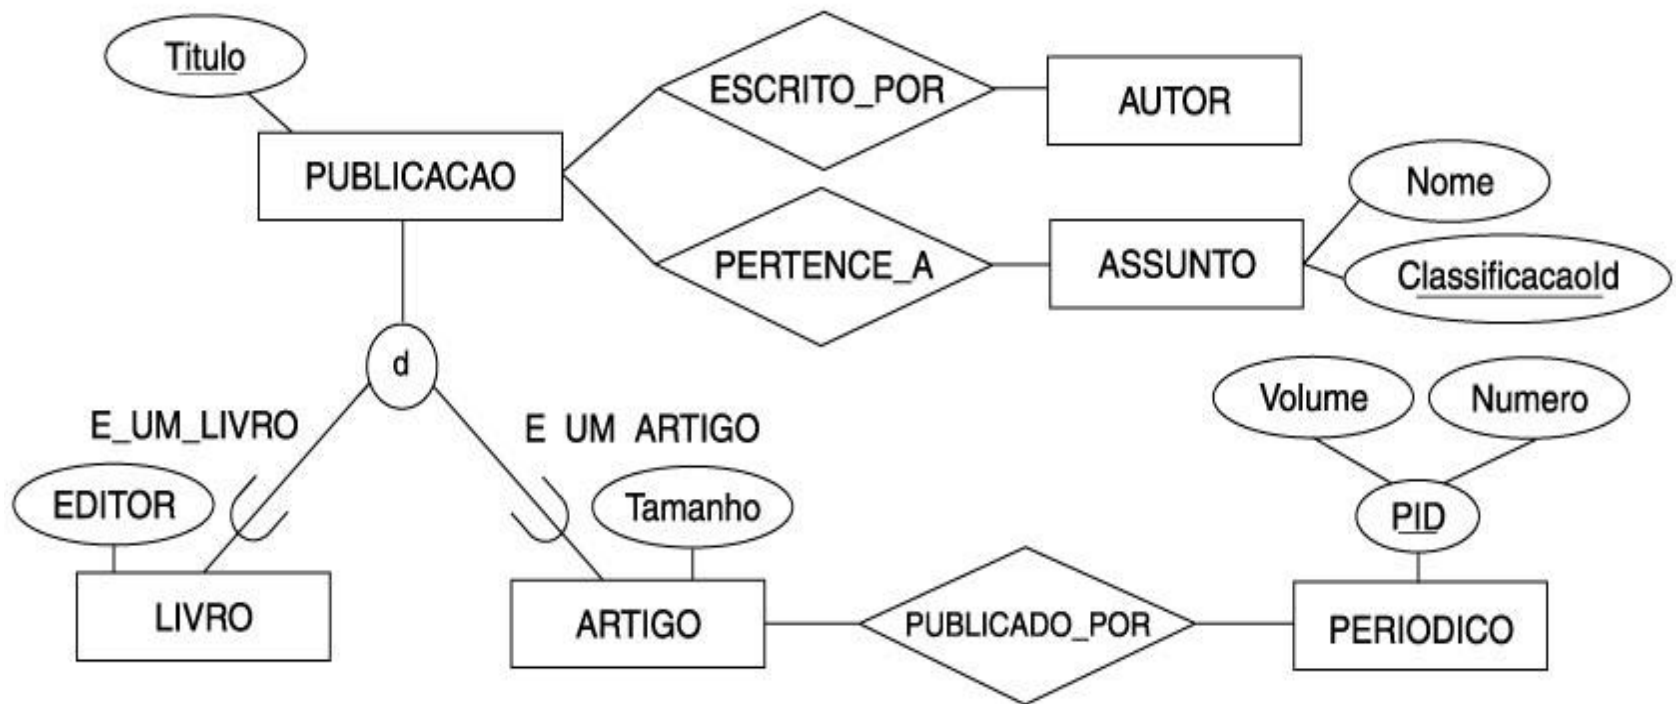 Titulo
ESCRITO_POR
AUTOR
PUBLICACAO
Nome
PERTENCE_A
ASSUNTO
ClassificacaoId
d
Volume
Numero
E_UM_LIVRO
E UM ARTIGO
EDITOR
Tamanho
PID
LIVRO
ARTIGO
PUBLICADO_POR
PERIODICO